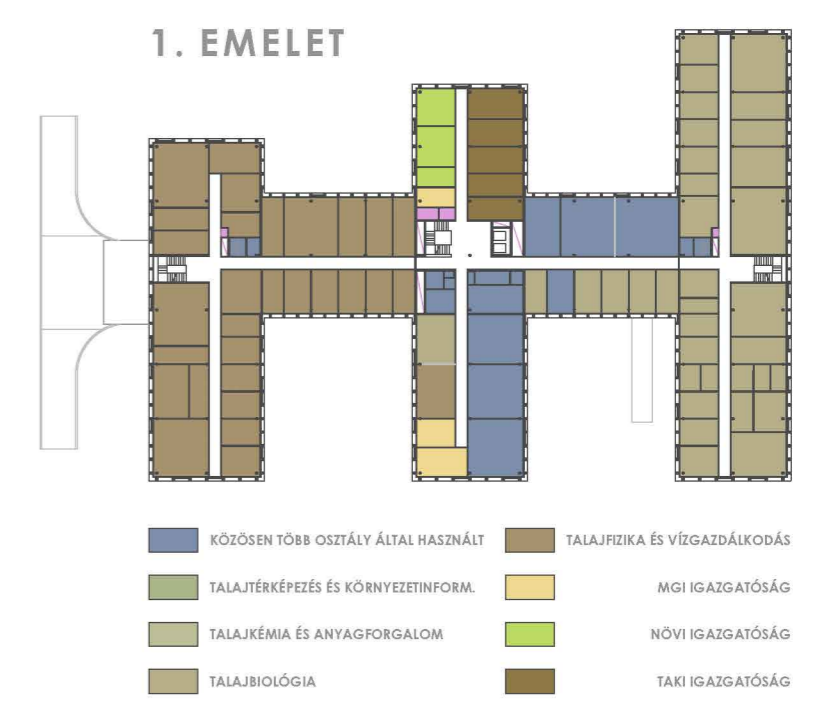 1. EMELET
KÖZÖSEN TÖBB OSZTÁLY ÁLTAL HASZNÁLT
TALAJTÉRKÉPEZÉS ÉS KÖRNYEZETINFORM.
TALAJKÉMIA ÉS ANYAGFORGALOM
TALAJBIOLÓGIA
TALAJFIZIKA ÉS VÍZGAZDÁLKODÁS
MGI IGAZGATÓSÁG
NÖVI IGAZGATÓSÁG
TAKI IGAZGATÓSÁG